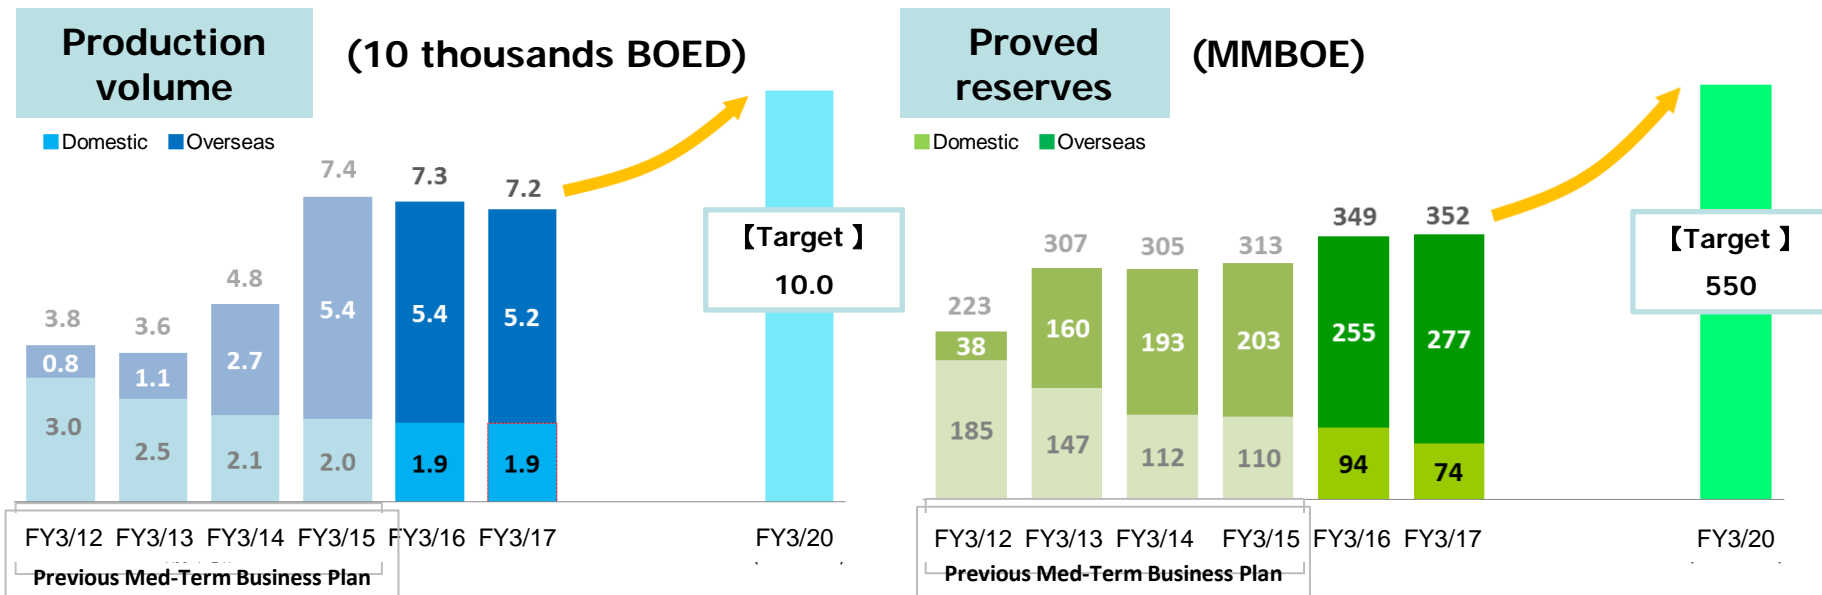 Production
volume
(10 thousands BOED)
Domestic Overseas
3.8
0.8
3.0
3.6
1.1
2.5
4.8
2.7
2.1
7.4
5.4
2.0
7.3
5.4
1.9
7.2
5.2
1.9
【Target 】
10.0
FY3/12 FY3/13 FY3/14 FY3/15 FY3/16 FY3/17 FY3/20
Previous Med-Term Business Plan
Proved
reserves
(MMBOE)
Domestic Overseas
223
38
185
307
160
147
305
193
112
313
203
110
349
255
94
352
277
74
【Target 】
550
FY3/12 FY3/13 FY3/14 FY3/15 FY3/16 FY3/17 FY3/20
Previous Med-Term Business Plan